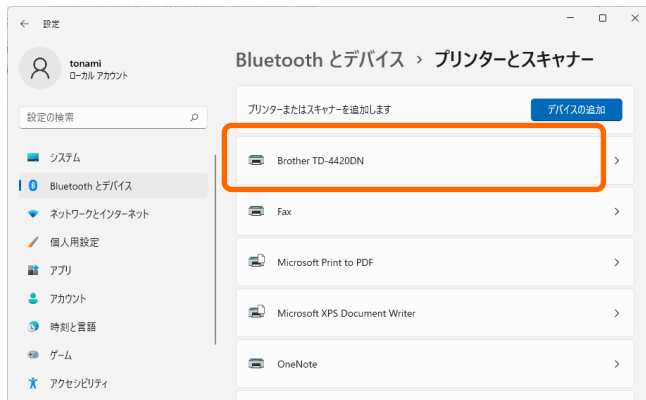 設定
tonami
ローカル アカウント
設定の検索
システム
Bluetooth とデバイス
ネットワークとインターネット
個人用設定
アプリ
アカウント
時刻と言語
ゲーム
アクセシビリティ
Bluetooth とデバイス › プリンターとスキャナー
プリンターまたはスキャナーを追加します
デバイスの追加
Brother TD-4420DN
Fax
Microsoft Print to PDF
Microsoft XPS Document Writer
OneNote